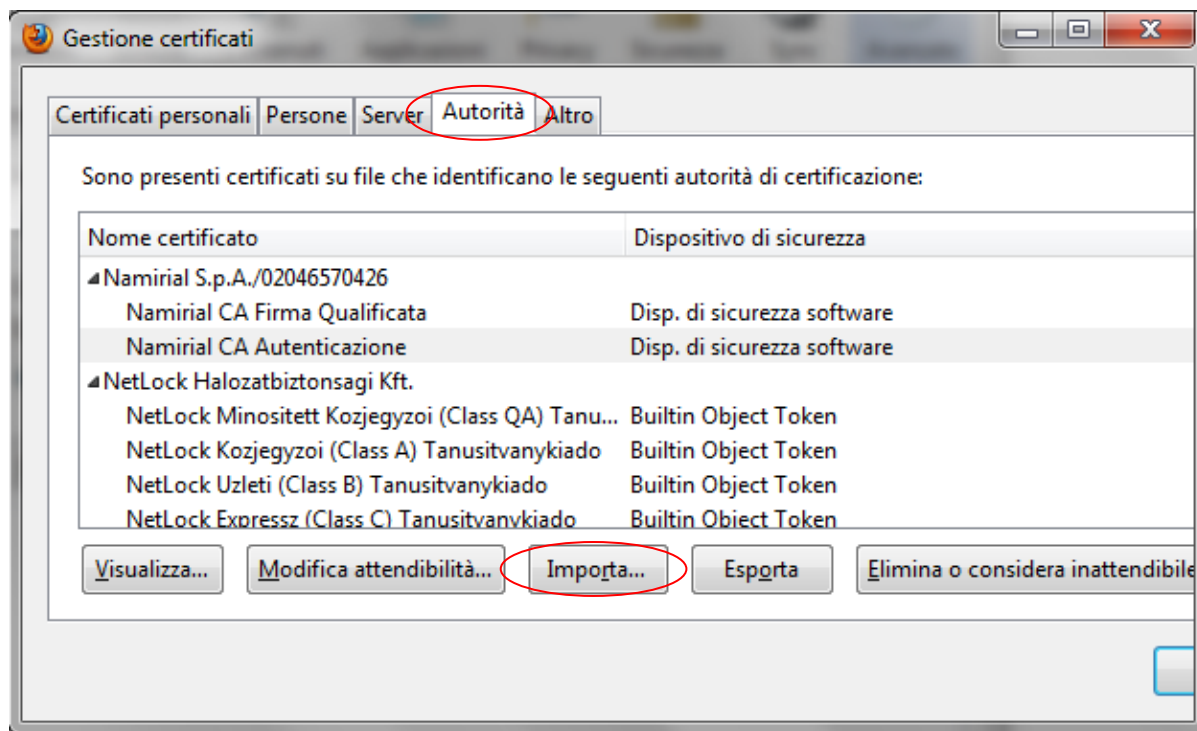 Gestione certificati
Certificati personali Persone Server Autorità Altro
Sono presenti certificati su file che identificano le seguenti autorità di certificazione:
Nome certificato Dispositivo di sicurezza
Namirial S.p.A./02046570426
Namirial CA Firma Qualificata Disp. di sicurezza software
Namirial CA Autenticazione Disp. di sicurezza software
NetLock Halozatbiztonsagi Kft.
NetLock Minositett Kozjegyzoi (Class QA) Tanu... Builtin Object Token
NetLock Kozjegyzoi (Class A) Tanusitvanykiado Builtin Object Token
NetLock Uzleti (Class B) Tanusitvanykiado Builtin Object Token
NetLock Expressz (Class C) Tanusitvanykiado Builtin Object Token
Visualizza... Modifica attendibilità... Importa... Esporta Elimina o considera inattendibile